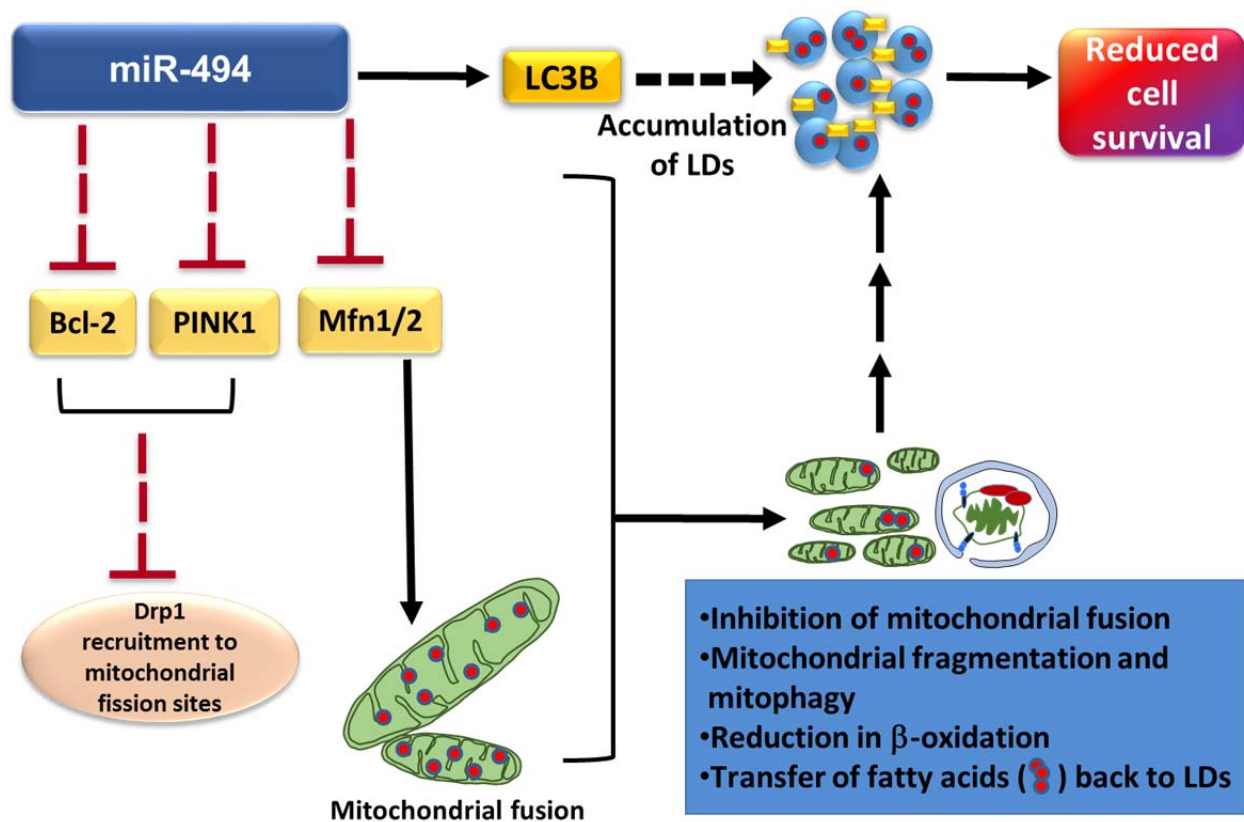 miR-494
LC3B
Accumulation
of LDs
Reduced
cell
survival
Bcl-2
PINK1
Mfn1/2
Drp1
recruitment to
mitochondrial
fission sites
Mitochondrial fusion
•Inhibition of mitochondrial fusion
•Mitochondrial fragmentation and
mitophagy
•Reduction in β-oxidation
•Transfer of fatty acids ( ) back to LDs